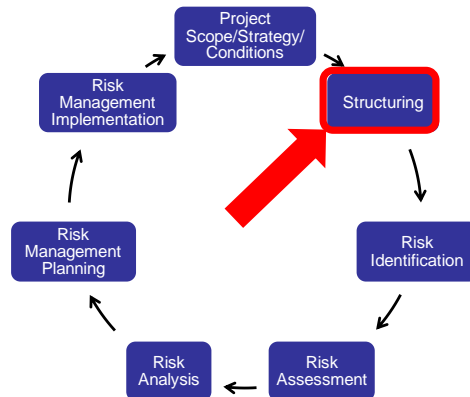 Project
Scope/Strategy/
Conditions
Structuring
Risk
Identification
Risk
Assessment
Risk
Analysis
Risk
Management
Planning
Risk
Management
Implementation